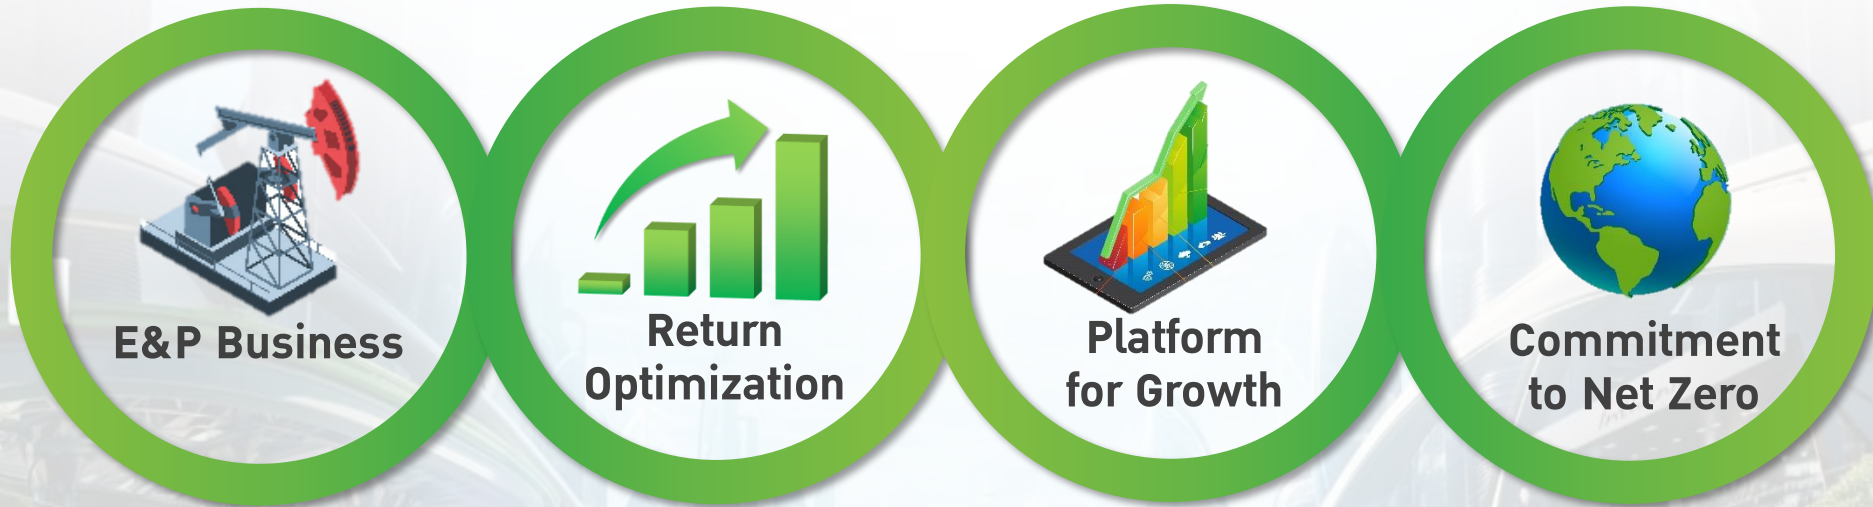 E&P Business
Return
Optimization
Platform
for Growth
Commitment
to Net Zero